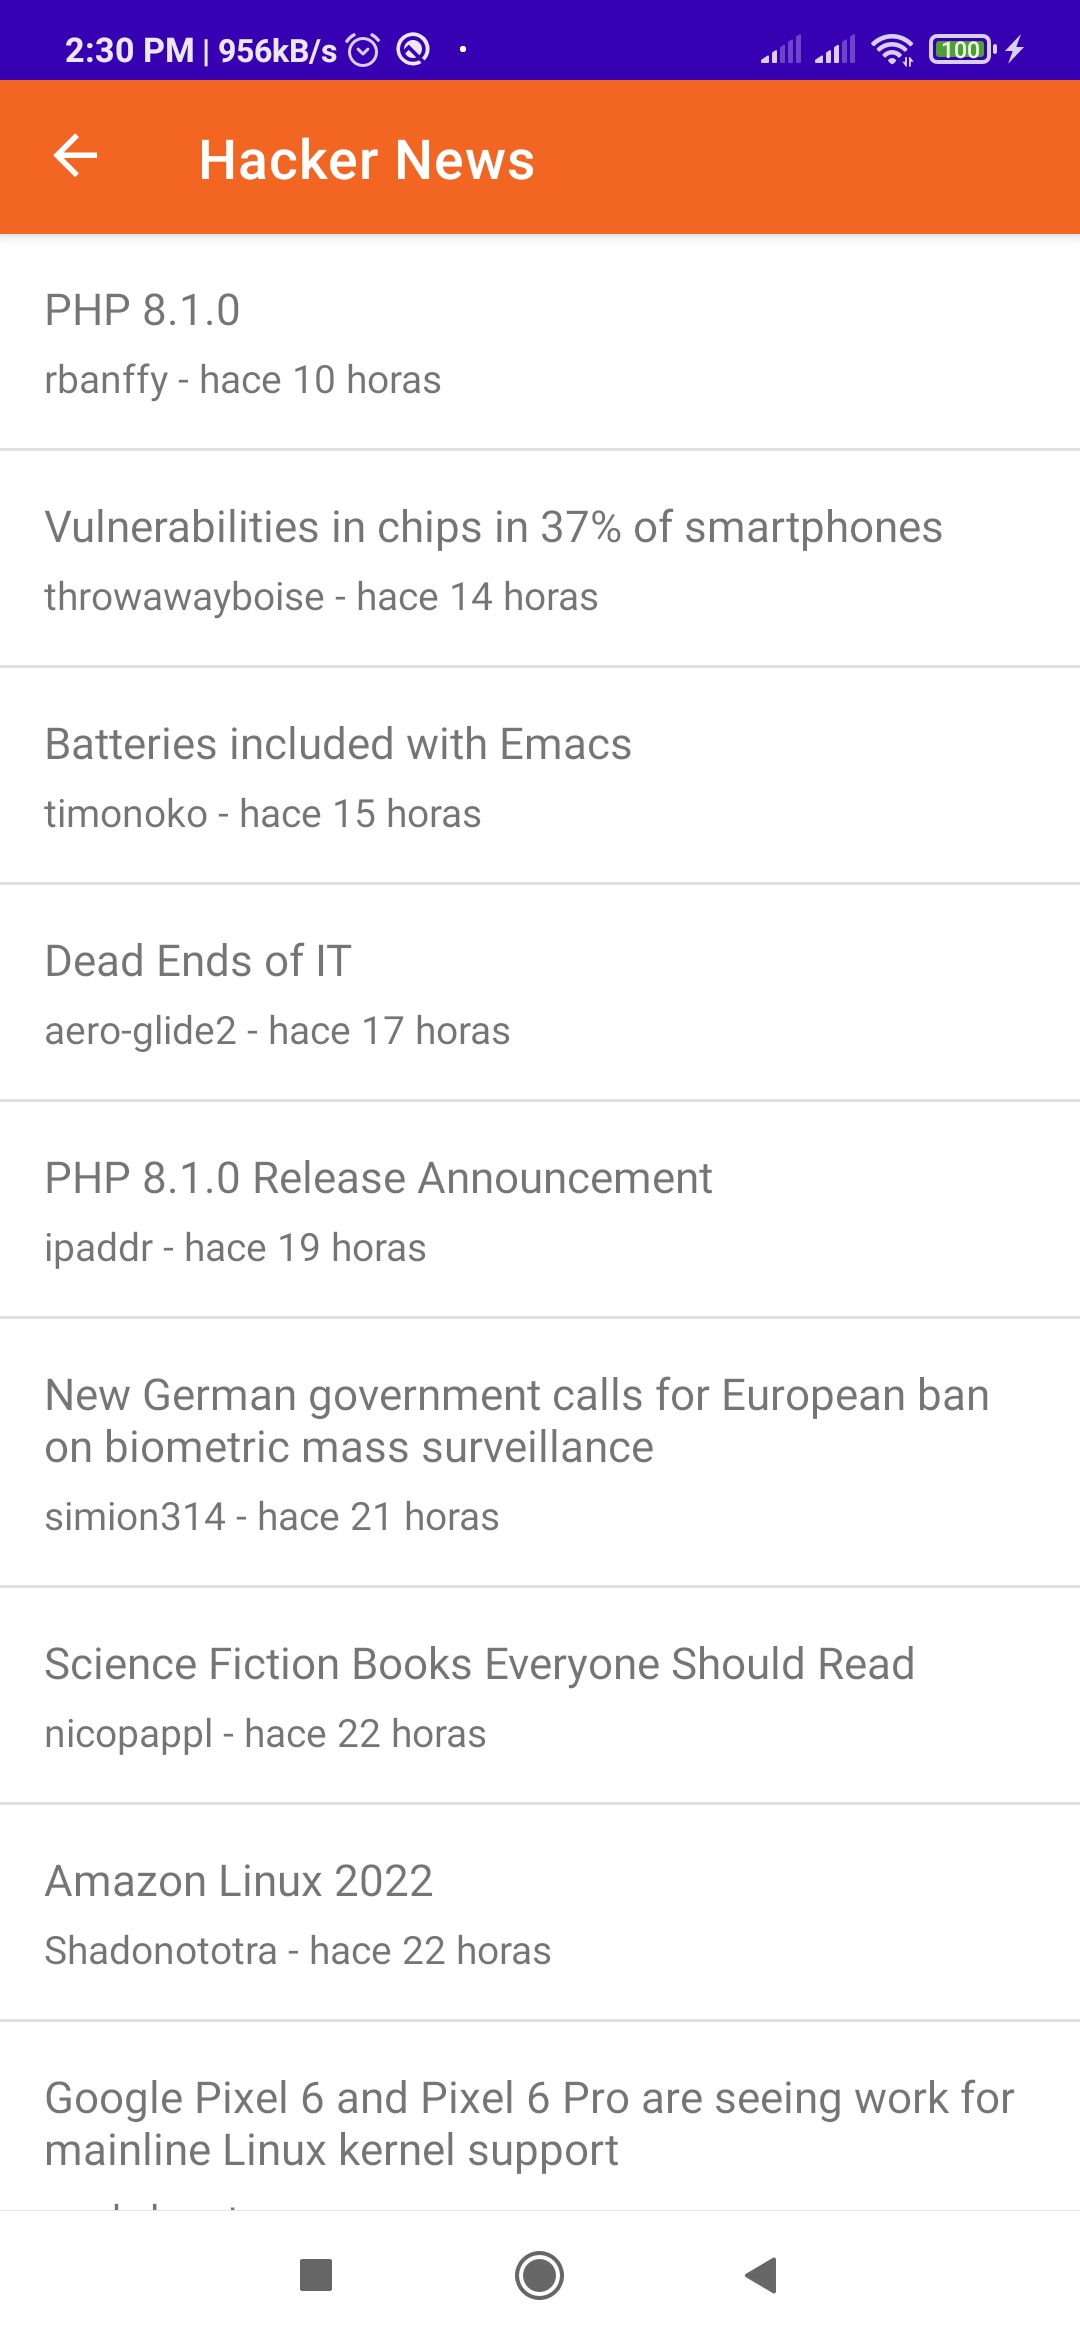 2:30 PM | 956kB/s
100
Hacker News
PHP 8.1.0
rbanffy - hace 10 horas
Vulnerabilities in chips in 37% of smartphones
throwawayboise - hace 14 horas
Batteries included with Emacs
timonoko - hace 15 horas
Dead Ends of IT
aero-glide2 - hace 17 horas
PHP 8.1.0 Release Announcement
ipaddr - hace 19 horas
New German government calls for European ban
on biometric mass surveillance
simion314 - hace 21 horas
Science Fiction Books Everyone Should Read
nicopappl - hace 22 horas
Amazon Linux 2022
Shadonototra - hace 22 horas
Google Pixel 6 and Pixel 6 Pro are seeing work for
mainline Linux kernel support